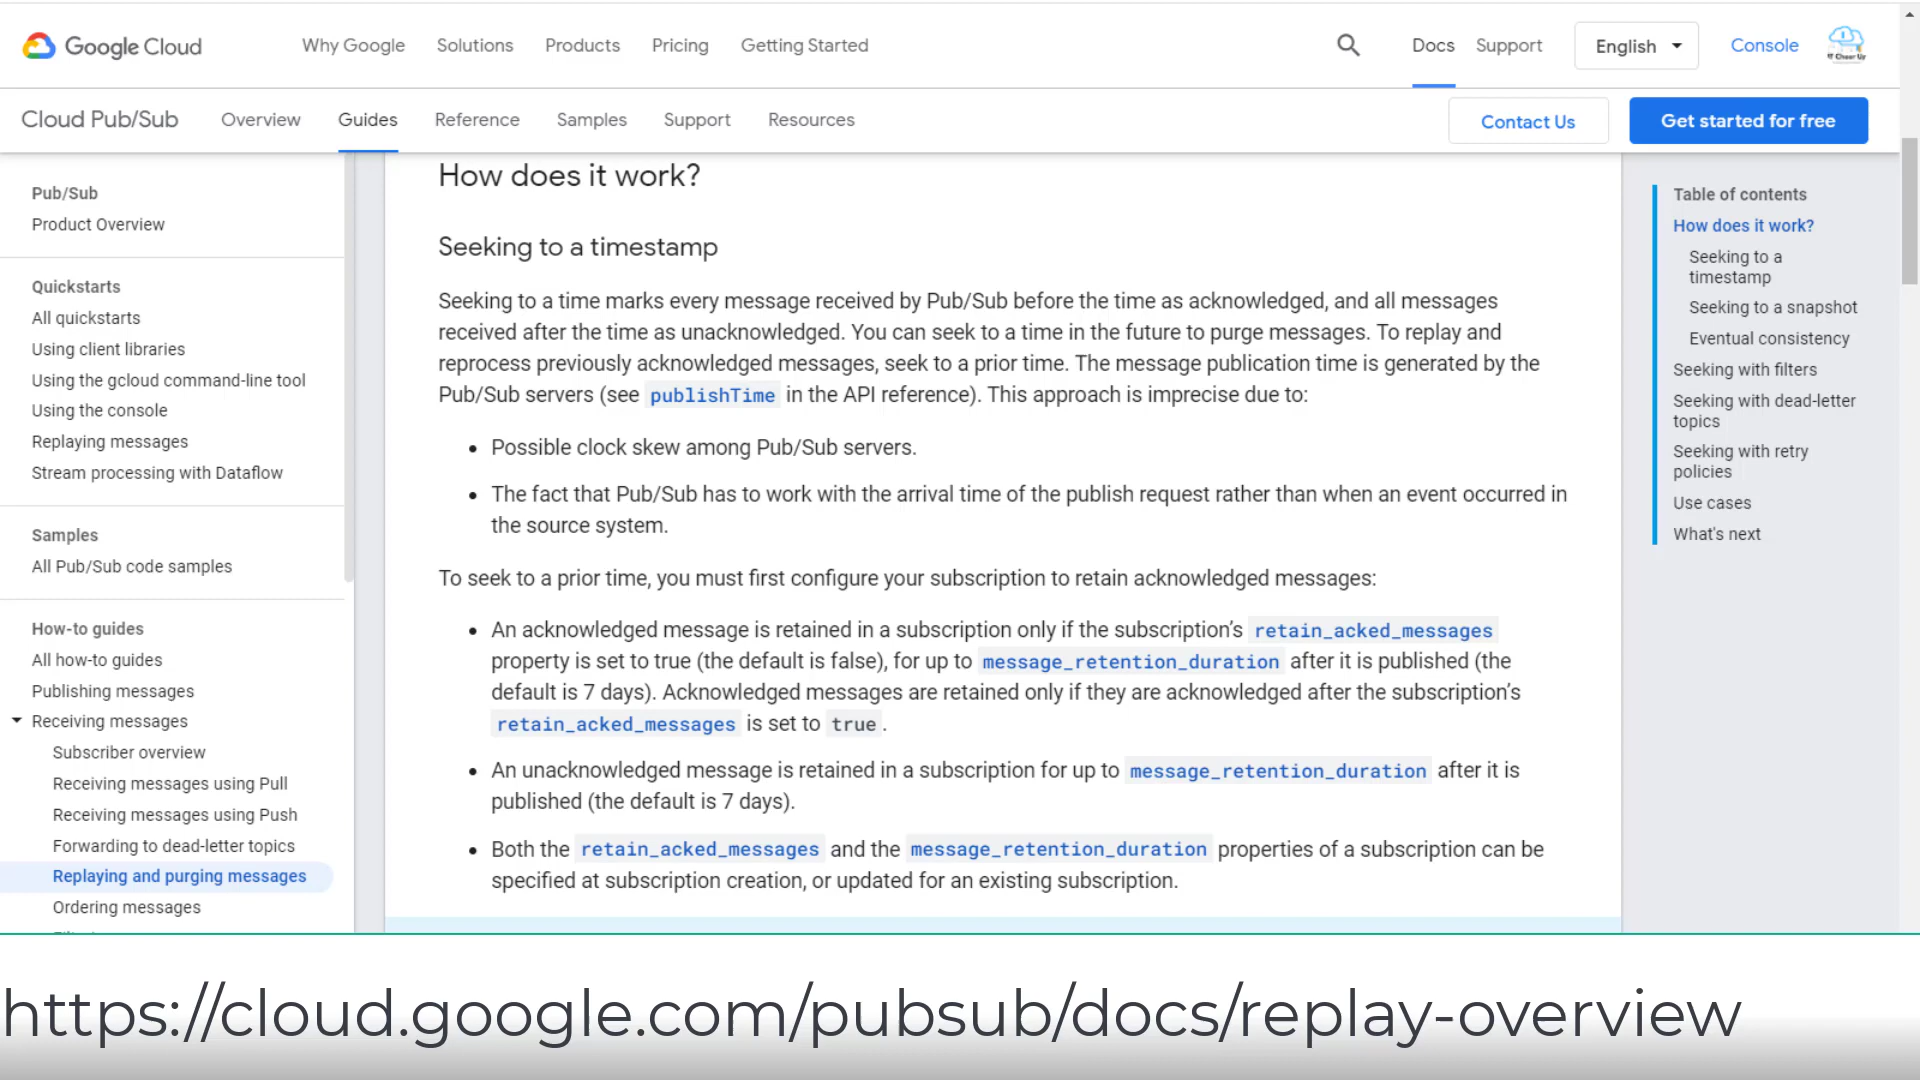 Google Cloud
Why Google
Solutions
Products
Pricing
Getting Started
Docs
Support
English
Console
IT Cheer Up
Cloud Pub/Sub
Overview
Guides
Reference
Samples
Support
Resources
Contact Us
Get started for free
Pub/Sub
Product Overview
Quickstarts
All quickstarts
Using client libraries
Using the gcloud command-line tool
Using the console
Replaying messages
Stream processing with Dataflow
Samples
All Pub/Sub code samples
How-to guides
All how-to guides
Publishing messages
Receiving messages
Subscriber overview
Receiving messages using Pull
Receiving messages using Push
Forwarding to dead-letter topics
Replaying and purging messages
Ordering messages
How does it work?
Seeking to a timestamp
Seeking to a time marks every message received by Pub/Sub before the time as acknowledged, and all messages
received after the time as unacknowledged. You can seek to a time in the future to purge messages. To replay and
reprocess previously acknowledged messages, seek to a prior time. The message publication time is generated by the
Pub/Sub servers (see publishTime in the API reference). This approach is imprecise due to:
• Possible clock skew among Pub/Sub servers.
• The fact that Pub/Sub has to work with the arrival time of the publish request rather than when an event occurred in
the source system.
To seek to a prior time, you must first configure your subscription to retain acknowledged messages:
• An acknowledged message is retained in a subscription only if the subscription’s retain_acked_messages
property is set to true (the default is false), for up to message_retention_duration after it is published (the
default is 7 days). Acknowledged messages are retained only if they are acknowledged after the subscription’s
retain_acked_messages is set to true.
• An unacknowledged message is retained in a subscription for up to message_retention_duration after it is
published (the default is 7 days).
• Both the retain_acked_messages and the message_retention_duration properties of a subscription can be
specified at subscription creation, or updated for an existing subscription.
Table of contents
How does it work?
Seeking to a
timestamp
Seeking to a snapshot
Eventual consistency
Seeking with filters
Seeking with dead-letter
topics
Seeking with retry
policies
Use cases
What's next
https://cloud.google.com/pubsub/docs/replay-overview